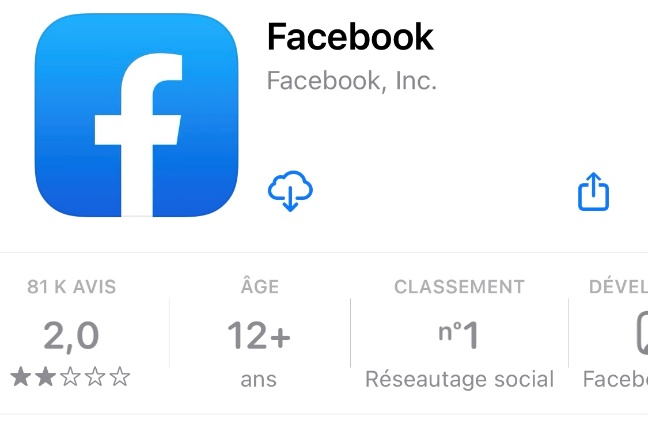 Facebook
Facebook, Inc.
81 K AVIS
2,0
ÂGE
12+
ans
CLASSEMENT
n°1
Réseautage social